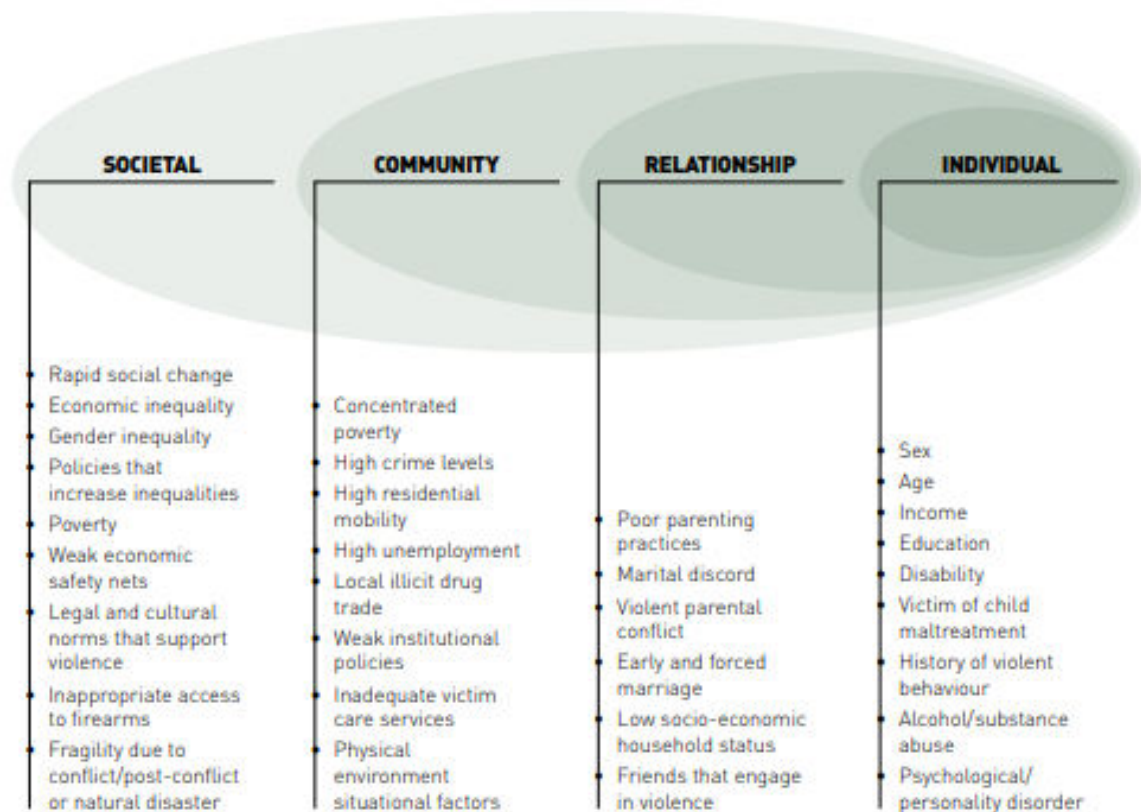 SOCIETAL
Rapid social change
Economic inequality
Gender inequality
Policies that
increase inequalities
Poverty
Weak economic
safety nets
Legal and cultural
norms that support
violence
Inappropriate access
to firearms
Fragility due to
conflict/post-conflict
or natural disaster
COMMUNITY
Concentrated
poverty
High crime levels
High residential
mobility
High unemployment
Local illicit drug
trade
Weak institutional
policies
Inadequate victim
care services
Physical
environment
situational factors
RELATIONSHIP
Poor parenting
practices
Marital discord
Violent parental
conflict
Early and forced
marriage
Low socio-economic
household status
Friends that engage
in violence
INDIVIDUAL
Sex
Age
Income
Education
Disability
Victim of child
maltreatment
History of violent
behaviour
Alcohol/substance
abuse
Psychological/
personality disorder